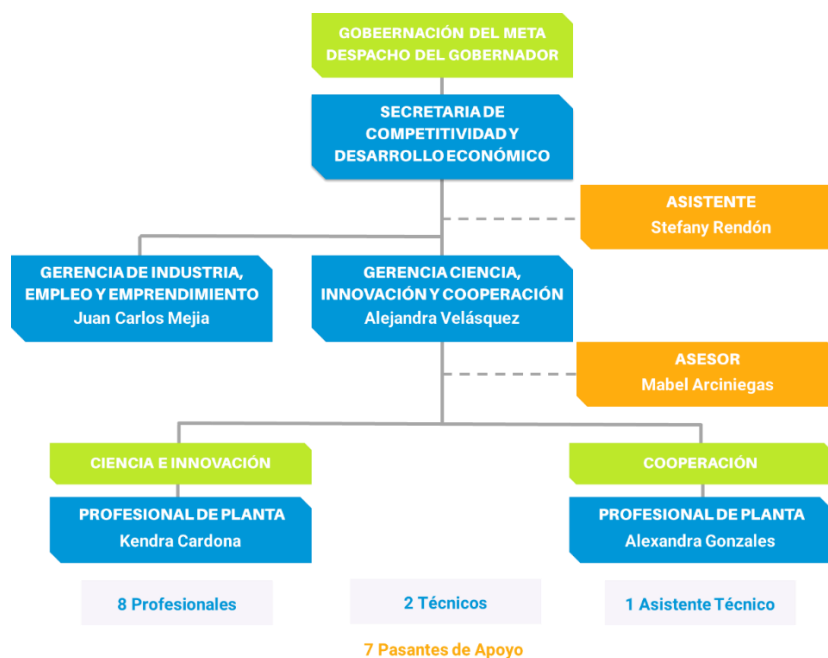 GOBEERNACIÓN DEL META
DESPACHO DEL GOBERNADOR
SECRETARIA DE
COMPETITIVIDAD Y
DESARROLLO ECONÓMICO
ASISTENTE
Stefany Rendón
GERENCIA DE INDUSTRIA,
EMPLEO Y EMPRENDIMIENTO
Juan Carlos Mejia
GERENCIA CIENCIA,
INNOVACIÓN Y COOPERACIÓN
Alejandra Velásquez
ASESOR
Mabel Arciniegas
CIENCIA E INNOVACIÓN
COOPERACIÓN
PROFESIONAL DE PLANTA
Kendra Cardona
PROFESIONAL DE PLANTA
Alexandra Gonzales
8 Profesionales
2 Técnicos
1 Asistente Técnico
7 Pasantes de Apoyo